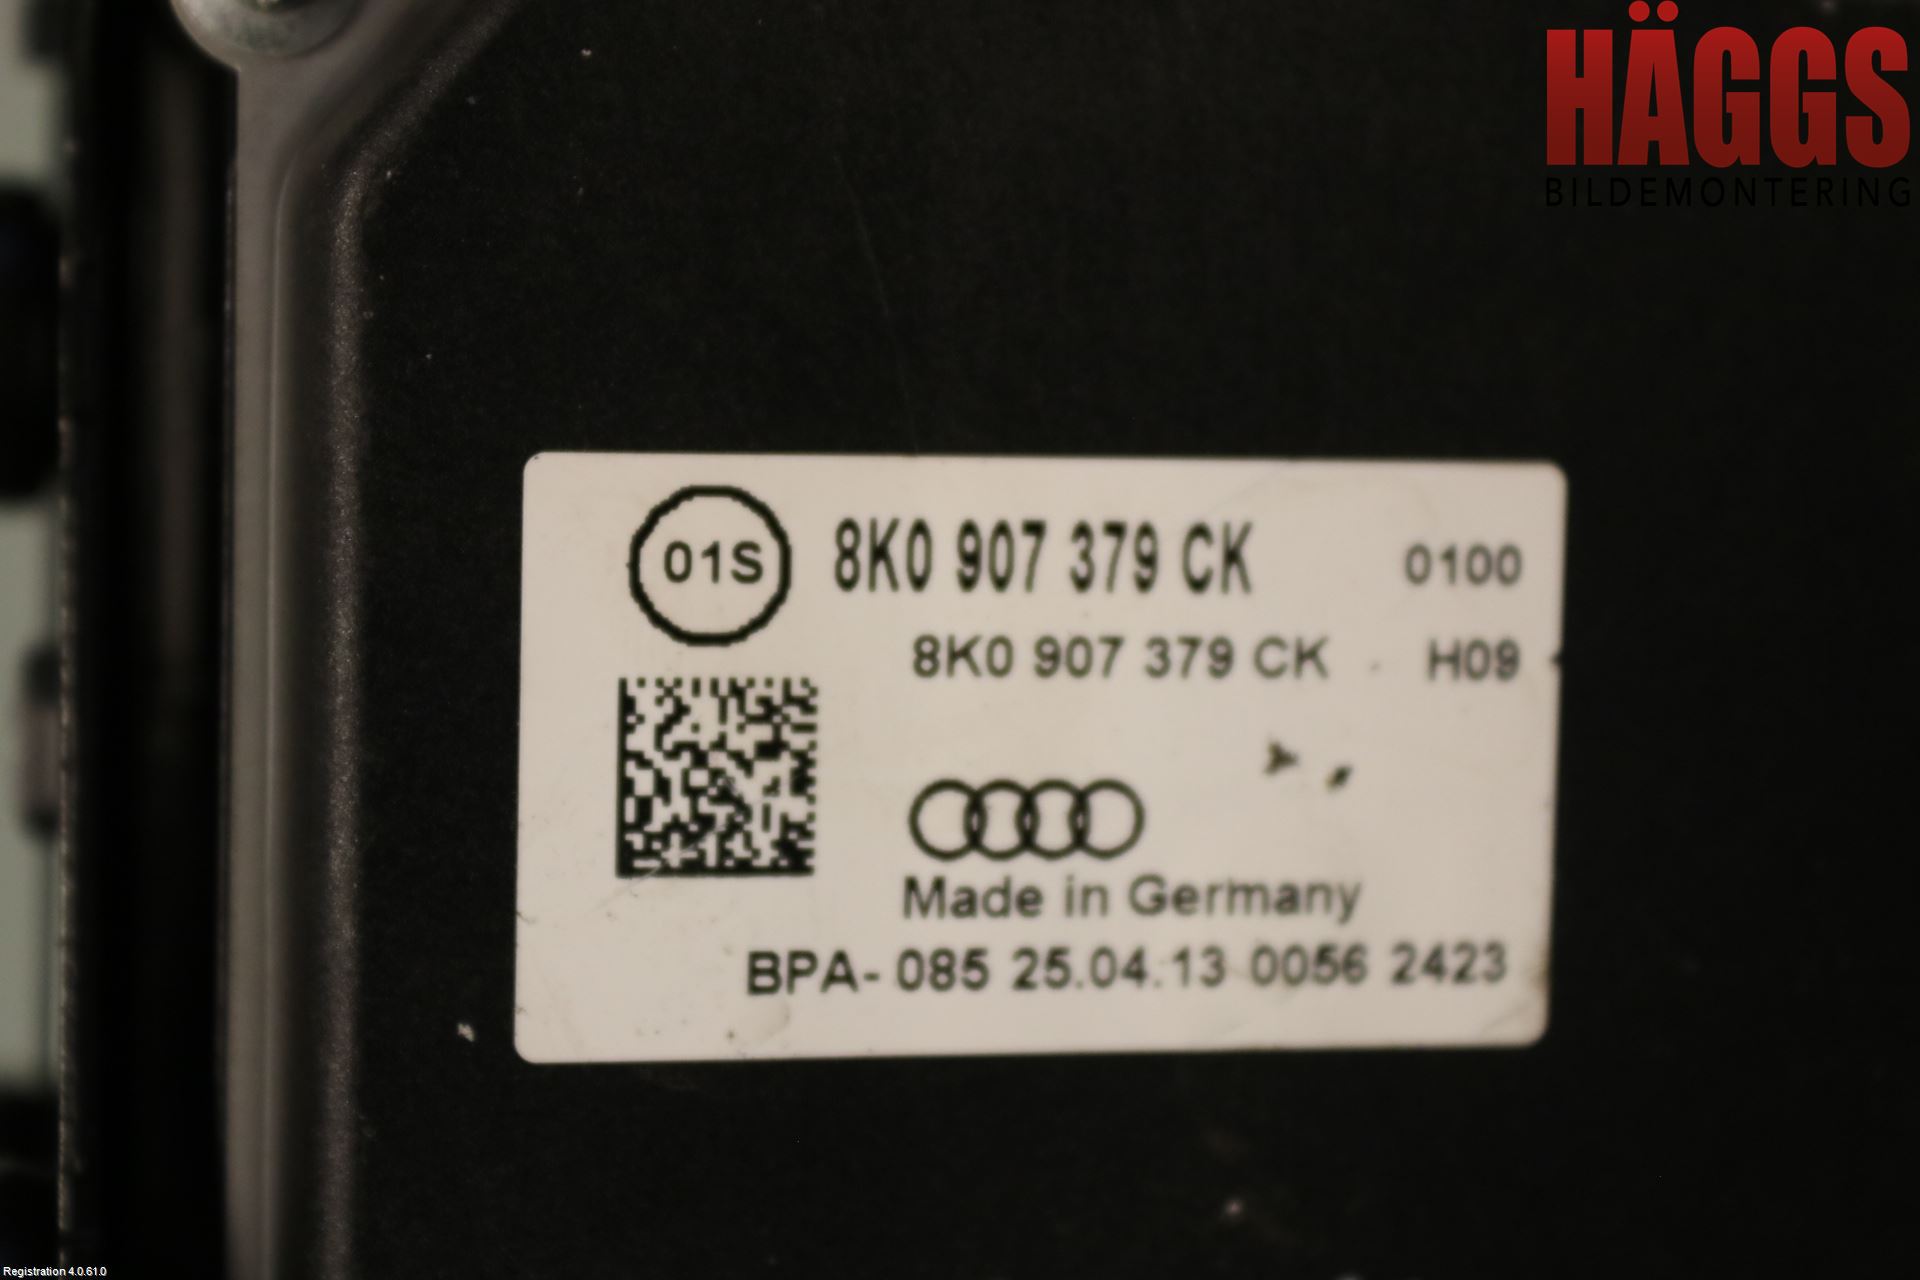 HÄGGS
BILDEMONTERING
01S 8K0 907 379 CK 0100
8K0 907 379 CK H09
Made in Germany
BPA- 085 25.04.13 0056 2423
Registration 4.0.61.0